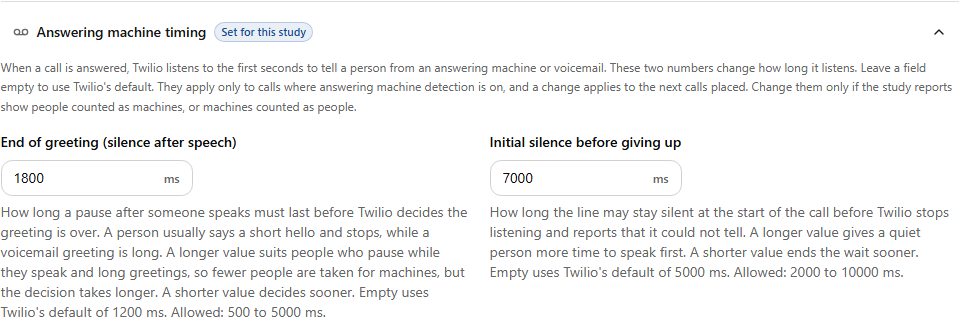 Answering machine timing Set for this study
When a call is answered, Twilio listens to the first seconds to tell a person from an answering machine or voicemail. These two numbers change how long it listens. Leave a field
empty to use Twilio's default. They apply only to calls where answering machine detection is on, and a change applies to the next calls placed. Change them only if the study reports
show people counted as machines, or machines counted as people.
End of greeting (silence after speech)
1800 ms
How long a pause after someone speaks must last before Twilio decides the
greeting is over. A person usually says a short hello and stops, while a
voicemail greeting is long. A longer value suits people who pause while
they speak and long greetings, so fewer people are taken for machines, but
the decision takes longer. A shorter value decides sooner. Empty uses
Twilio's default of 1200 ms. Allowed: 500 to 5000 ms.
Initial silence before giving up
7000 ms
How long the line may stay silent at the start of the call before Twilio stops
listening and reports that it could not tell. A longer value gives a quiet
person more time to speak first. A shorter value ends the wait sooner.
Empty uses Twilio's default of 5000 ms. Allowed: 2000 to 10000 ms.